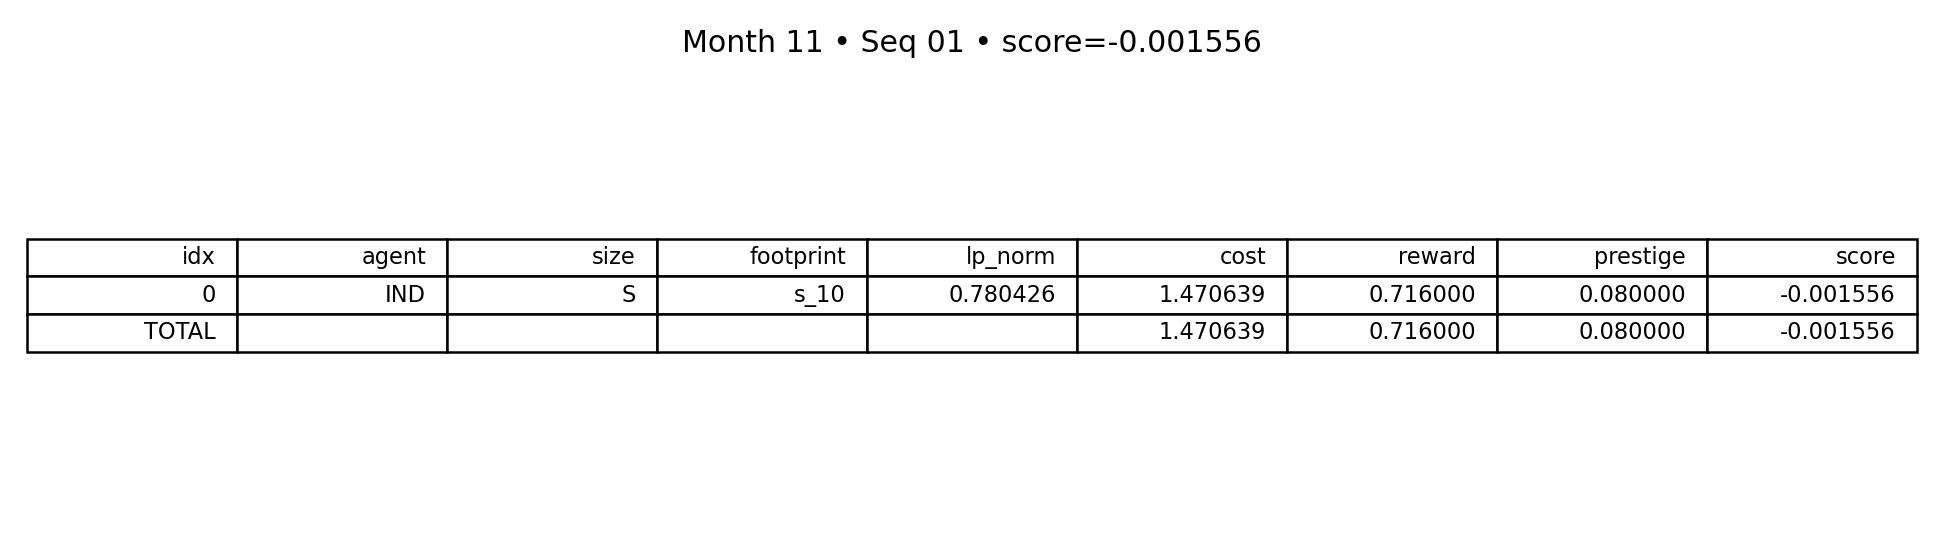 Month 11 • Seq 01 • score=-0.001556
idx agent size footprint lp_norm cost reward prestige score
0 IND S s_10 0.780426 1.470639 0.716000 0.080000 -0.001556
TOTAL 1.470639 0.716000 0.080000 -0.001556